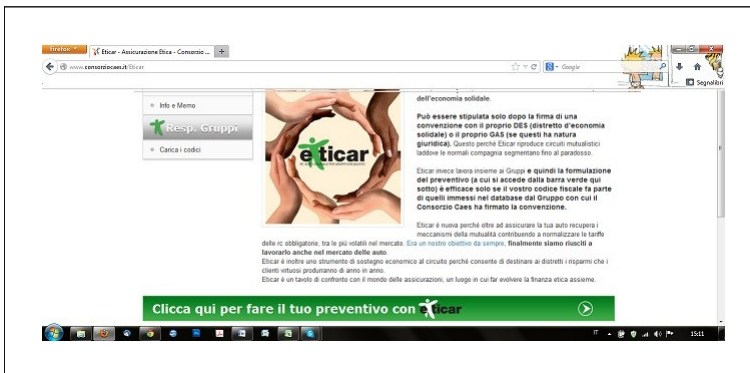 Firefox
Eticar - Assicurazione Etica - Consorzio ...
www.consorziocaes.it/Eticar
Google
Segnalibri
Info e Memo
Resp. Gruppi
Carica i codici
eticar
dell'economia solidale.
Può essere stipulata solo dopo la firma di una
convenzione con il proprio DES (distretto d'economia
solidale) o il proprio GAS (se questi ha natura
giuridica). Questo perché Eticar riproduce circuiti mutualistici
laddove le normali compagnia segmentano fino al paradosso.
Eticar invece lavora insieme ai Gruppi e quindi la formulazione
del preventivo (a cui si accede dalla barra verde qui
sotto) è efficace solo se il vostro codice fiscale fa parte
di quelli immessi nel database dal Gruppo con cui il
Consorzio Caes ha firmato la convenzione.
Eticar è nuova perché oltre ad assicurare la tua auto recupera i
meccanismi della mutualità contribuendo a normalizzare le tariffe
delle rc obbligatorie, tra le più volatili nel mercato. Era un nostro obiettivo da sempre, finalmente siamo riusciti a
lavorarlo anche nel mercato delle auto.
Eticar è inoltre uno strumento di sostegno economico al circuito perché consente di destinare ai distretti i risparmi che i
clienti virtuosi produrranno di anno in anno.
Eticar è un tavolo di confronto con il mondo delle assicurazioni, un luogo in cui far evolvere la finanza etica assieme.
Clicca qui per fare il tuo preventivo con eticar
IT
15:11